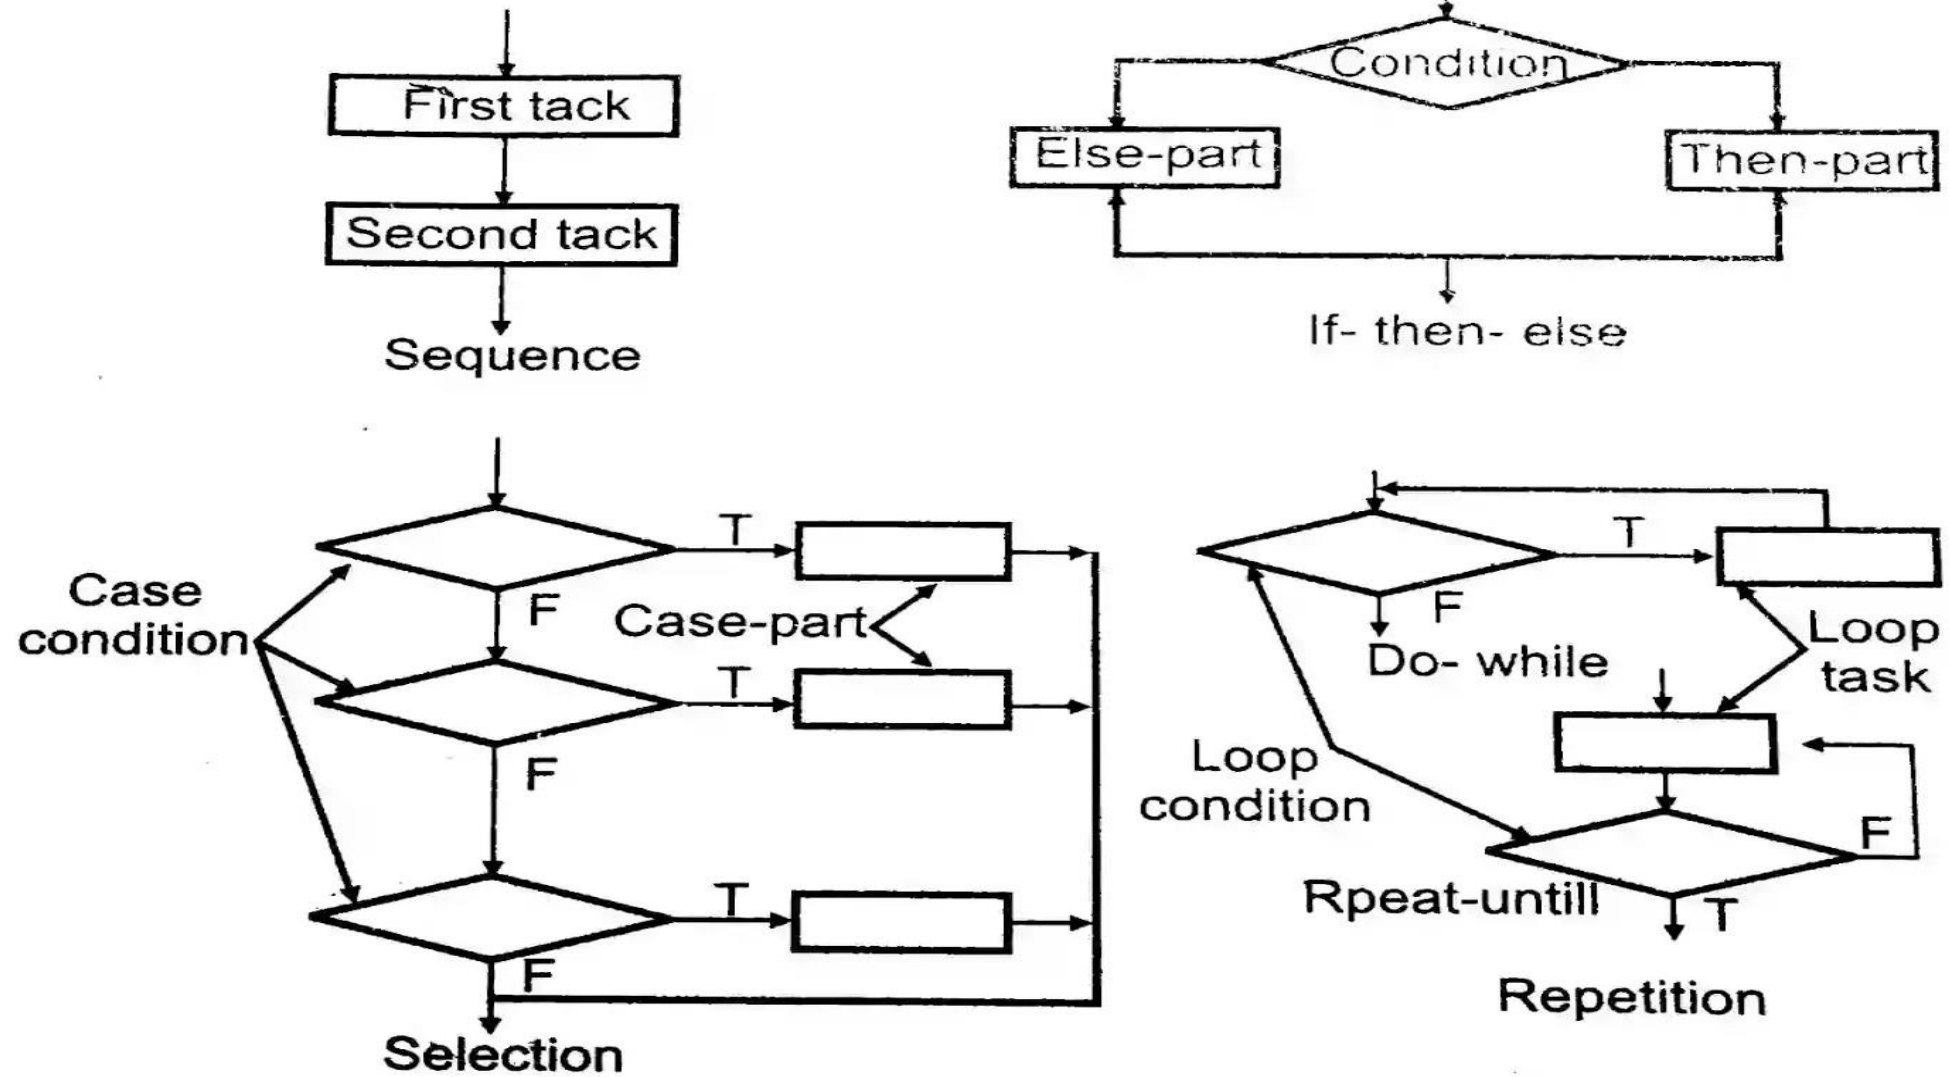 First tack
Second tack
Sequence
Condition
Else-part
Then-part
If- then- else
T
F
Case
condition
Case-part
T
F
T
F
Selection
T
F
Do- while
Loop
task
Loop
condition
F
Rpeat-untill
T
Repetition